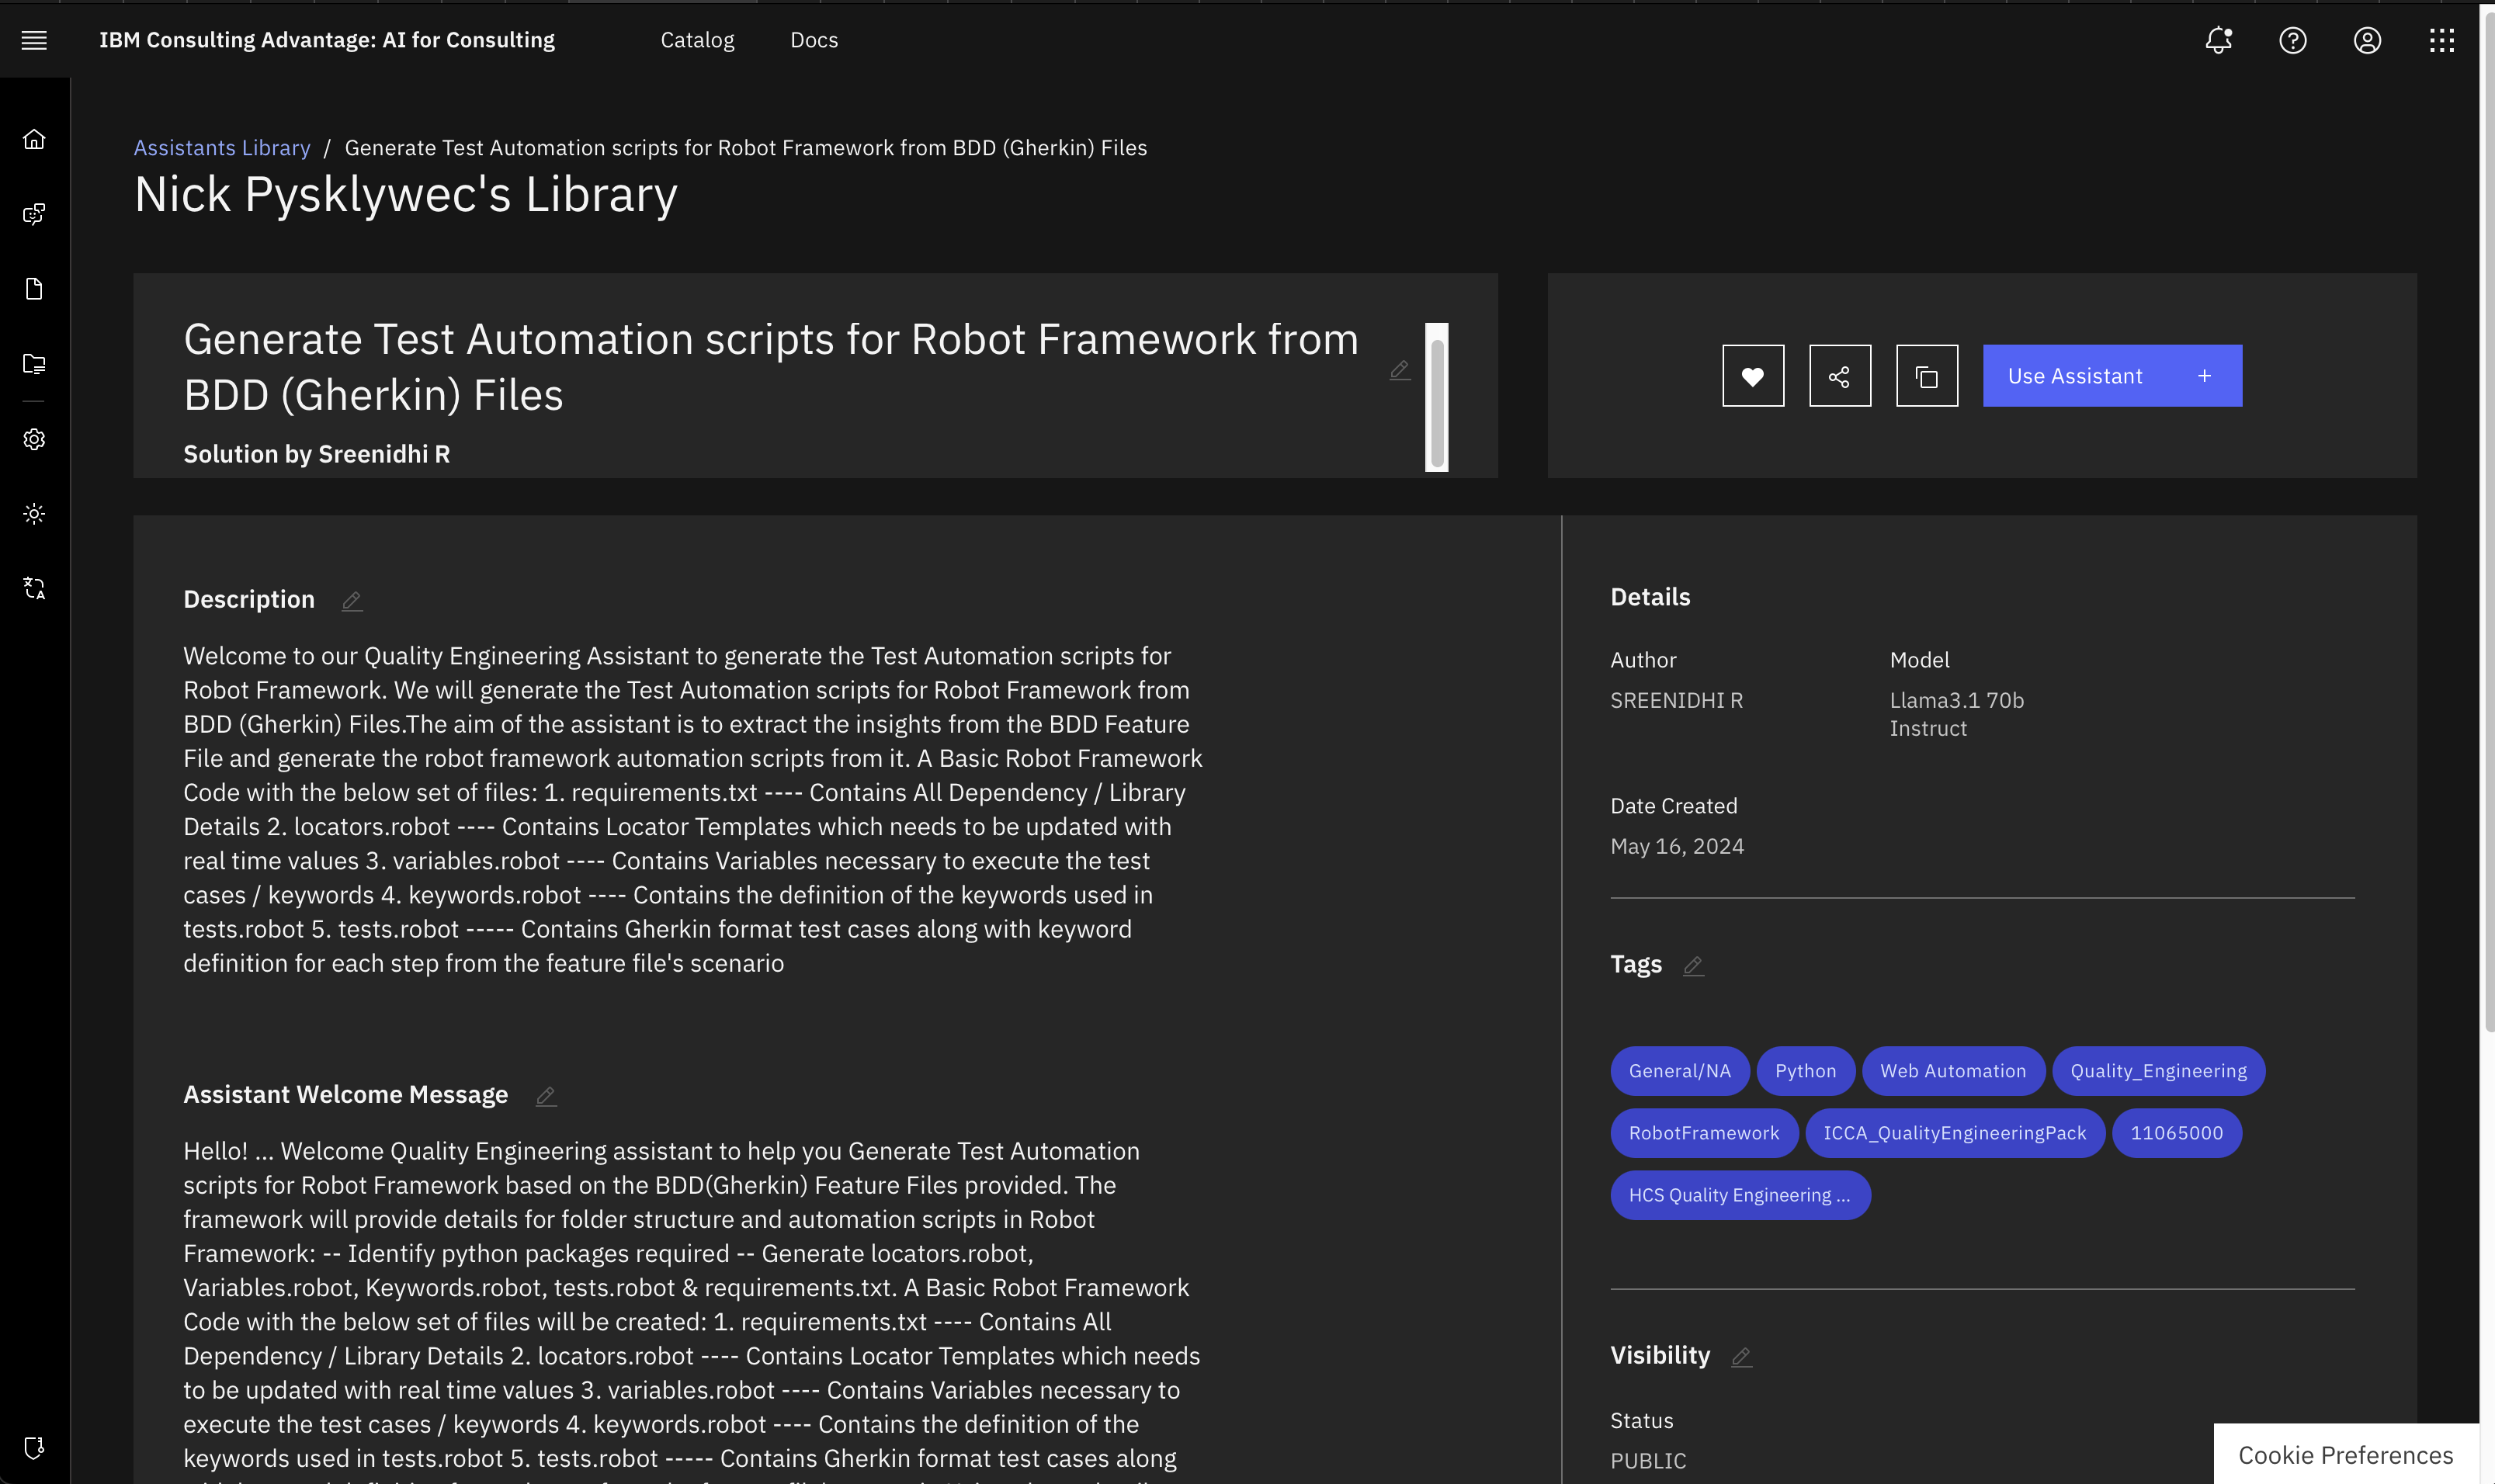 IBM Consulting Advantage: AI for Consulting
Catalog
Docs
Assistants Library / Generate Test Automation scripts for Robot Framework from BDD (Gherkin) Files
Nick Pysklywec's Library
Generate Test Automation scripts for Robot Framework from
BDD (Gherkin) Files
Solution by Sreenidhi R
Use Assistant +
Description
Welcome to our Quality Engineering Assistant to generate the Test Automation scripts for
Robot Framework. We will generate the Test Automation scripts for Robot Framework from
BDD (Gherkin) Files.The aim of the assistant is to extract the insights from the BDD Feature
File and generate the robot framework automation scripts from it. A Basic Robot Framework
Code with the below set of files: 1. requirements.txt ---- Contains All Dependency / Library
Details 2. locators.robot ---- Contains Locator Templates which needs to be updated with
real time values 3. variables.robot ---- Contains Variables necessary to execute the test
cases / keywords 4. keywords.robot ---- Contains the definition of the keywords used in
tests.robot 5. tests.robot ----- Contains Gherkin format test cases along with keyword
definition for each step from the feature file's scenario
Assistant Welcome Message
Hello! ... Welcome Quality Engineering assistant to help you Generate Test Automation
scripts for Robot Framework based on the BDD(Gherkin) Feature Files provided. The
framework will provide details for folder structure and automation scripts in Robot
Framework: -- Identify python packages required -- Generate locators.robot,
Variables.robot, Keywords.robot, tests.robot & requirements.txt. A Basic Robot Framework
Code with the below set of files will be created: 1. requirements.txt ---- Contains All
Dependency / Library Details 2. locators.robot ---- Contains Locator Templates which needs
to be updated with real time values 3. variables.robot ---- Contains Variables necessary to
execute the test cases / keywords 4. keywords.robot ---- Contains the definition of the
keywords used in tests.robot 5. tests.robot ----- Contains Gherkin format test cases along
Details
Author
SREENIDHI R
Model
Llama3.1 70b
Instruct
Date Created
May 16, 2024
Tags
General/NA
Python
Web Automation
Quality_Engineering
RobotFramework
ICCA_QualityEngineeringPack
11065000
HCS Quality Engineering ...
Visibility
Status
PUBLIC
Cookie Preferences